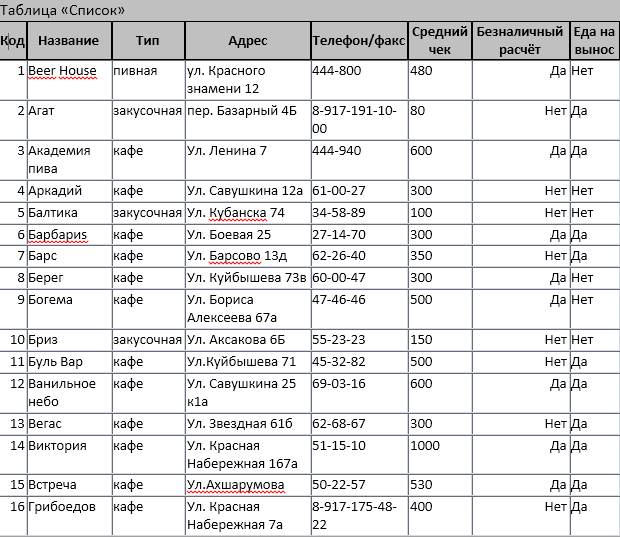 Таблица «Список»
Код Название Тип Адрес Телефон/факс Средний чек Безналичный расчёт Еда на вынос
1 Beer House пивная ул. Красного знамени 12 444-800 480 Да Нет
2 Агат закусочная пер. Базарный 4Б 8-917-191-10-00 80 Нет Да
3 Академия пива кафе Ул. Ленина 7 444-940 600 Да Да
4 Аркадий кафе Ул. Савушкина 12а 61-00-27 300 Нет Нет
5 Балтика закусочная Ул. Кубанска 74 34-58-89 100 Нет Нет
6 Барбариs кафе Ул. Боевая 25 27-14-70 300 Да Да
7 Барс кафе Ул. Барсово 13д 62-26-40 350 Нет Да
8 Берег кафе Ул. Куйбышева 73в 60-00-47 300 Да Нет
9 Богема кафе Ул. Бориса Алексеева 67а 47-46-46 500 Да Нет
10 Бриз закусочная Ул. Аксакова 6Б 55-23-23 150 Нет Нет
11 Буль Вар кафе Ул.Куйбышева 71 45-32-82 500 Нет Да
12 Ванильное небо кафе Ул. Савушкина 25 к1а 69-03-16 600 Да Да
13 Вегас кафе Ул. Звездная 61б 62-68-67 300 Нет Да
14 Виктория кафе Ул. Красная Набережная 167а 51-15-10 1000 Да Да
15 Встреча кафе Ул.Ахшарумова 50-22-57 530 Да Да
16 Грибоедов кафе Ул. Красная Набережная 7а 8-917-175-48-22 400 Нет Да